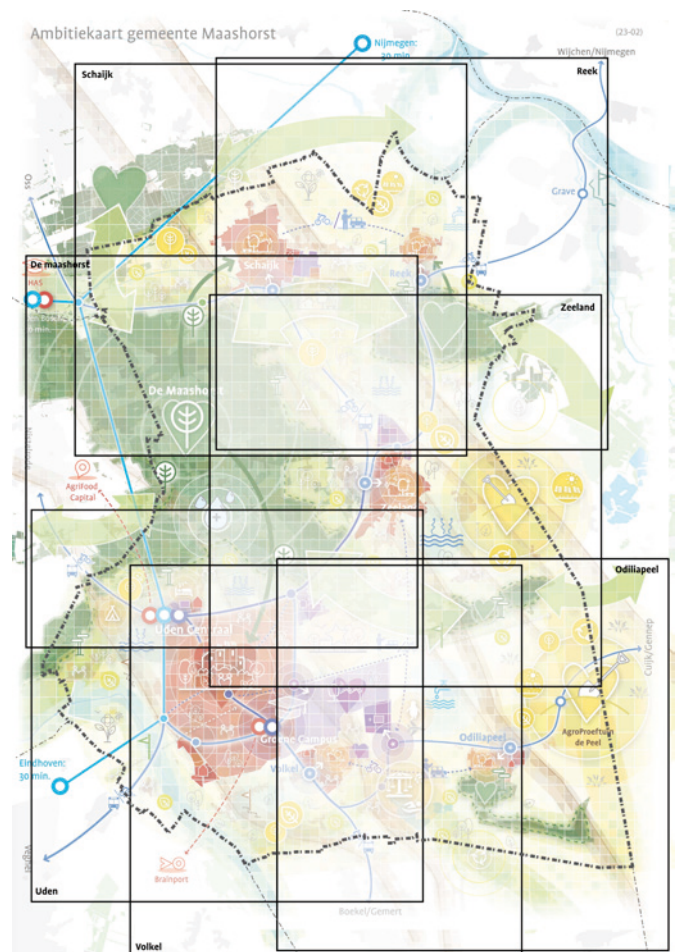 Ambitiekaart gemeente Maashorst
(23-02)
Nijmegen:
30 min.
Wijchen/Nijmegen
Schaijk
Reek
Oss
Grave
De maashorst
Schaijk
Reek
HAS
Zeeland
De Maashorst
AgriFood
Capital
Zeeland
Odiliapeel
Uden Centraal
Cuijk/Gennep
Groene Campus
Odiliapeel
AgroProeftuin
de Peel
Volkel
Eindhoven:
30 min.
Veghel
Brainport
Uden
Boekel/Gemert
Volkel